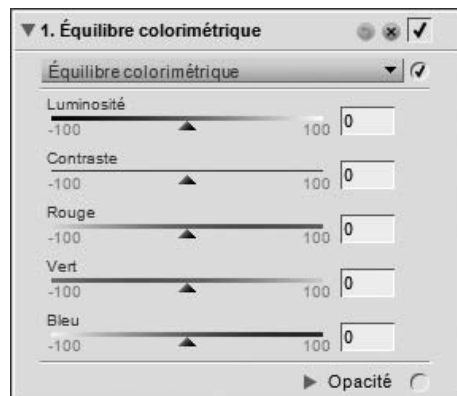 1. Équilibre colorimétrique
Équilibre colorimétrique
Luminosité
-100 100 0
Contraste
-100 100 0
Rouge
-100 100 0
Vert
-100 100 0
Bleu
-100 100 0
Opacité